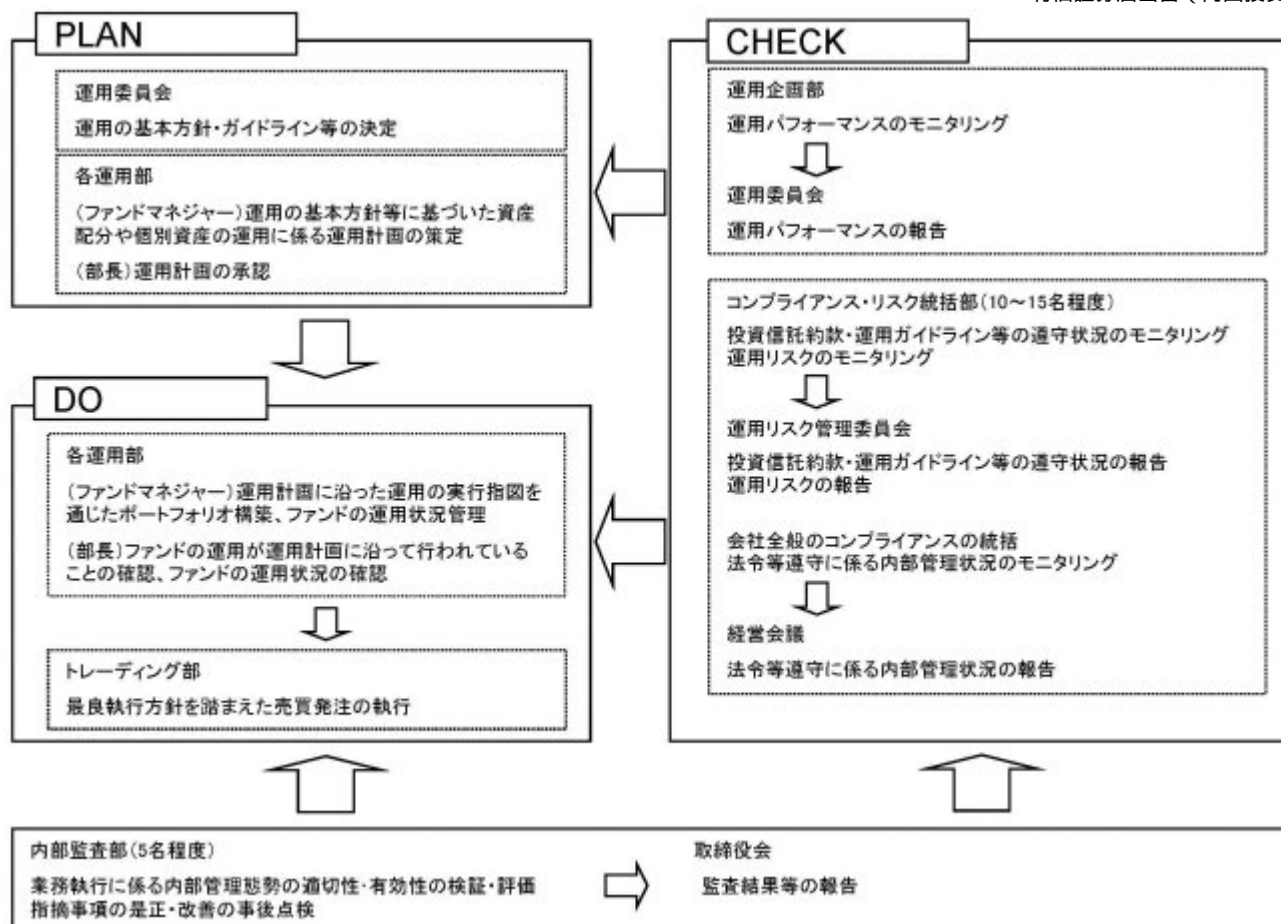 PLAN
運用委員会
運用の基本方針・ガイドライン等の決定
各運用部
(ファンドマネジャー)運用の基本方針等に基づいた資産
配分や個別資産の運用に係る運用計画の策定
(部長)運用計画の承認
DO
各運用部
(ファンドマネジャー)運用計画に沿った運用の実行指図を
通じたポートフォリオ構築、ファンドの運用状況管理
(部長)ファンドの運用が運用計画に沿って行われている
ことの確認、ファンドの運用状況の確認
トレーディング部
最良執行方針を踏まえた売買発注の執行
CHECK
運用企画部
運用パフォーマンスのモニタリング
運用委員会
運用パフォーマンスの報告
コンプライアンス・リスク統括部(10～15名程度)
投資信託約款・運用ガイドライン等の遵守状況のモニタリング
運用リスクのモニタリング
運用リスク管理委員会
投資信託約款・運用ガイドライン等の遵守状況の報告
運用リスクの報告
会社全般のコンプライアンスの統括
法令等遵守に係る内部管理状況のモニタリング
経営会議
法令等遵守に係る内部管理状況の報告
内部監査部(5名程度)
業務執行に係る内部管理態勢の適切性・有効性の検証・評価
指摘事項の是正・改善の事後点検
取締役会
監査結果等の報告